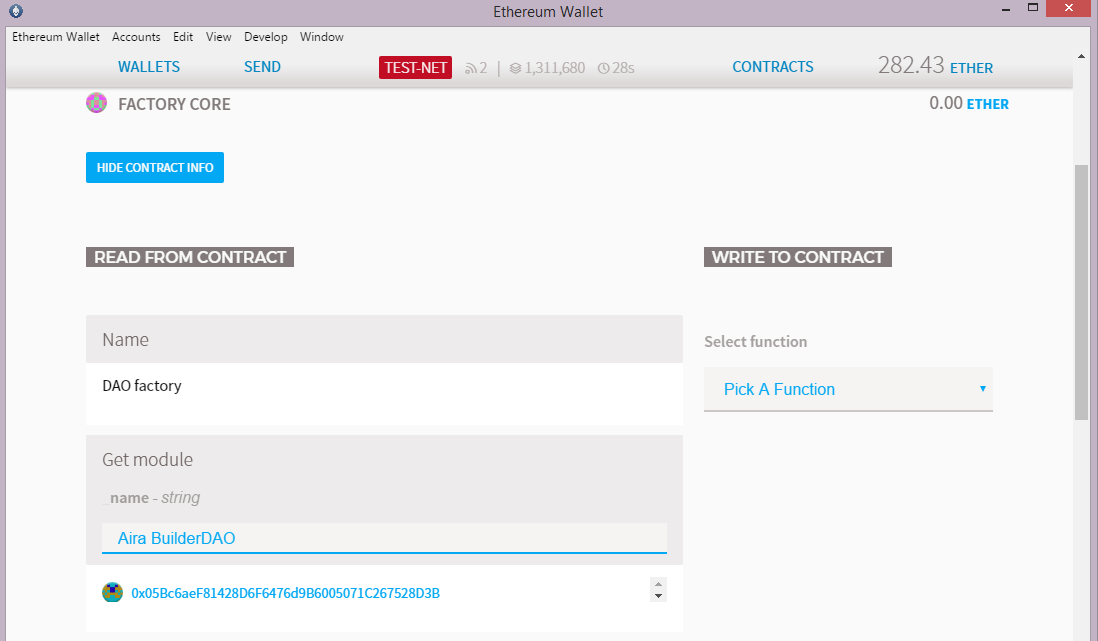 Ethereum Wallet
Ethereum Wallet Accounts Edit View Develop Window
WALLETS SEND TEST-NET 2 | 1,311,680 28s CONTRACTS 282.43 ETHER
FACTORY CORE 0.00 ETHER
HIDE CONTRACT INFO
READ FROM CONTRACT WRITE TO CONTRACT
Name Select function
DAO factory Pick A Function
Get module
_name - string
Aira BuilderDAO
0x05Bc6aeF81428D6F6476d9B6005071C267528D3B